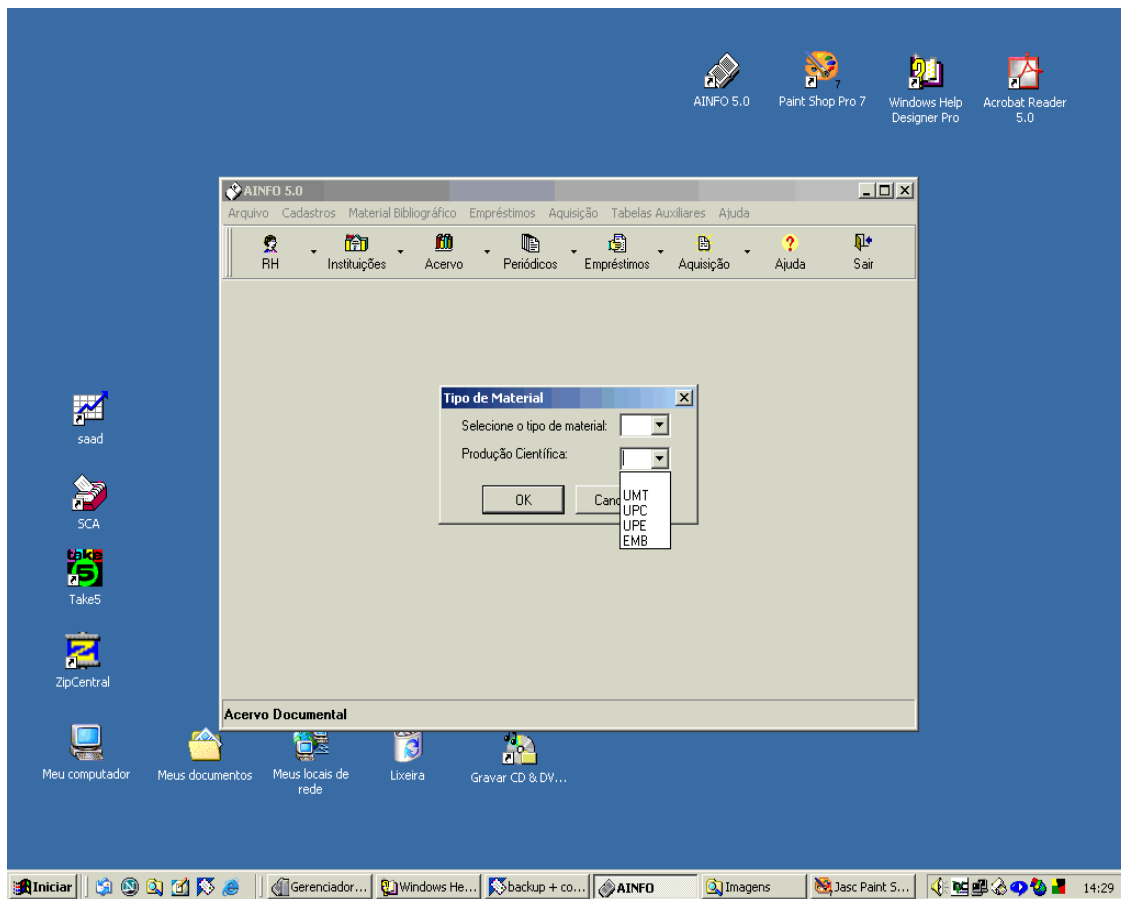 AINFO 5.0
Paint Shop Pro 7
Windows Help
Designer Pro
Acrobat Reader
5.0
AINFO 5.0
Arquivo Cadastros Material Bibliográfico Empréstimos Aquisição Tabelas Auxiliares Ajuda
RH Instituições Acervo Periódicos Empréstimos Aquisição Ajuda Sair
Tipo de Material
Selecione o tipo de material:
Produção Científica:
OK
UMT
UPC
UPE
EMB
Acervo Documental
saad
SCA
Take5
ZipCentral
Meu computador
Meus documentos
Meus locais de
rede
Lixeira
Gravar CD & DV...
Iniciar Gerenciador... Windows He... backup + co... AINFO Imagens Jasc Paint S... 14:29